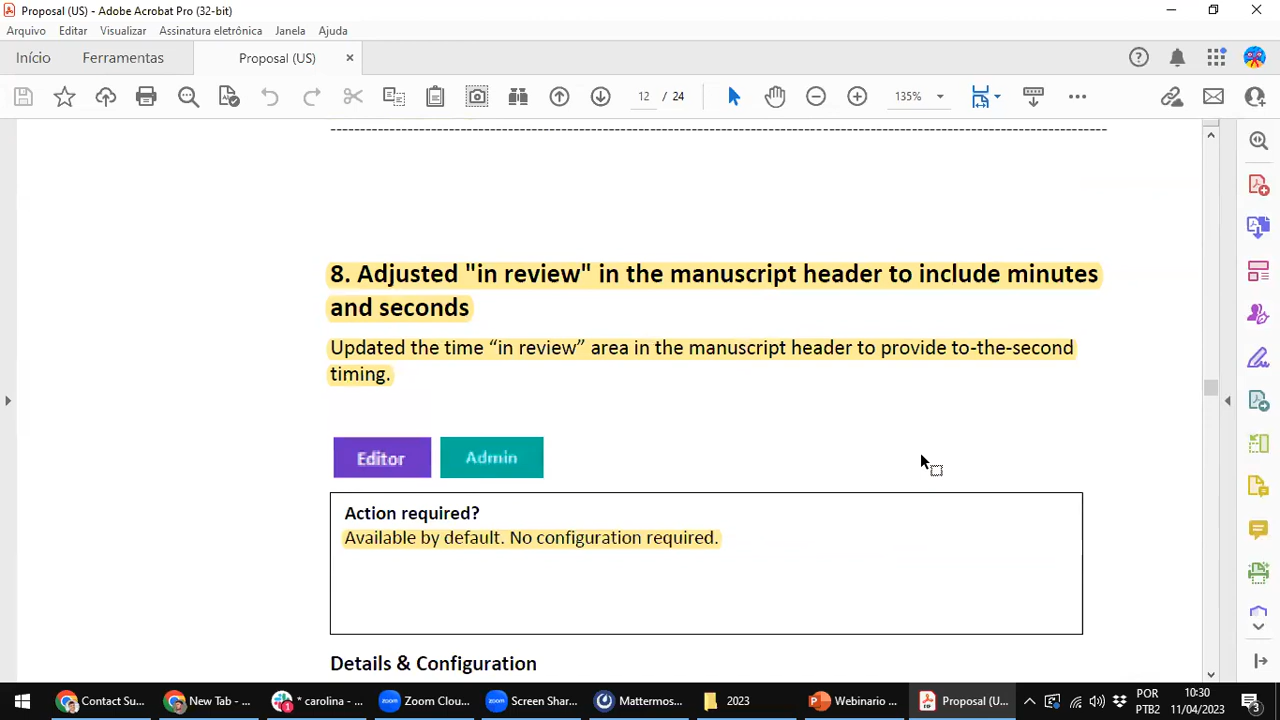 Proposal (US) - Adobe Acrobat Pro (32-bit)
Arquivo Editar Visualizar Assinatura eletrônica Janela Ajuda
Início Ferramentas Proposal (US) ×
12 / 24 135%
--------------------------------------------------------------------------------------------------------------------------------
8. Adjusted "in review" in the manuscript header to include minutes
and seconds
Updated the time “in review” area in the manuscript header to provide to-the-second
timing.
Editor Admin
Action required?
Available by default. No configuration required.
Details & Configuration
Contact Su... New Tab - ... * carolina - ... Zoom Clou... Screen Shar... Mattermos... 2023 Webinario ... Proposal (U... POR 10:30
PTB2 11/04/2023 3